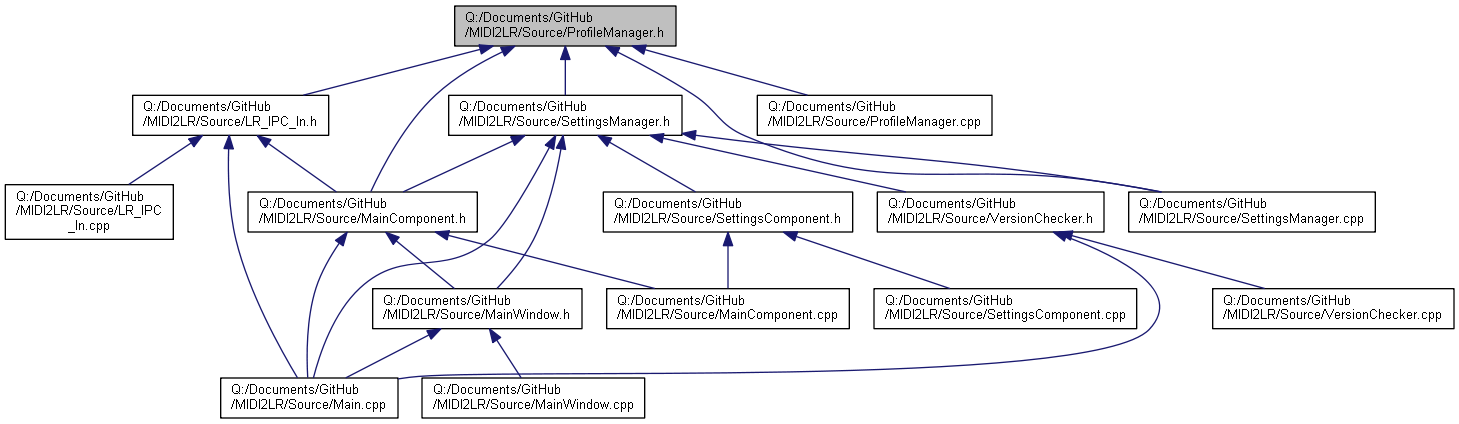 Q:/Documents/GitHub
/MIDI2LR/Source/ProfileManager.h
Q:/Documents/GitHub
/MIDI2LR/Source/LR_IPC_In.h
Q:/Documents/GitHub
/MIDI2LR/Source/SettingsManager.h
Q:/Documents/GitHub
/MIDI2LR/Source/ProfileManager.cpp
Q:/Documents/GitHub
/MIDI2LR/Source/LR_IPC
_In.cpp
Q:/Documents/GitHub
/MIDI2LR/Source/MainComponent.h
Q:/Documents/GitHub
/MIDI2LR/Source/SettingsComponent.h
Q:/Documents/GitHub
/MIDI2LR/Source/VersionChecker.h
Q:/Documents/GitHub
/MIDI2LR/Source/SettingsManager.cpp
Q:/Documents/GitHub
/MIDI2LR/Source/MainWindow.h
Q:/Documents/GitHub
/MIDI2LR/Source/MainComponent.cpp
Q:/Documents/GitHub
/MIDI2LR/Source/SettingsComponent.cpp
Q:/Documents/GitHub
/MIDI2LR/Source/VersionChecker.cpp
Q:/Documents/GitHub
/MIDI2LR/Source/Main.cpp
Q:/Documents/GitHub
/MIDI2LR/Source/MainWindow.cpp